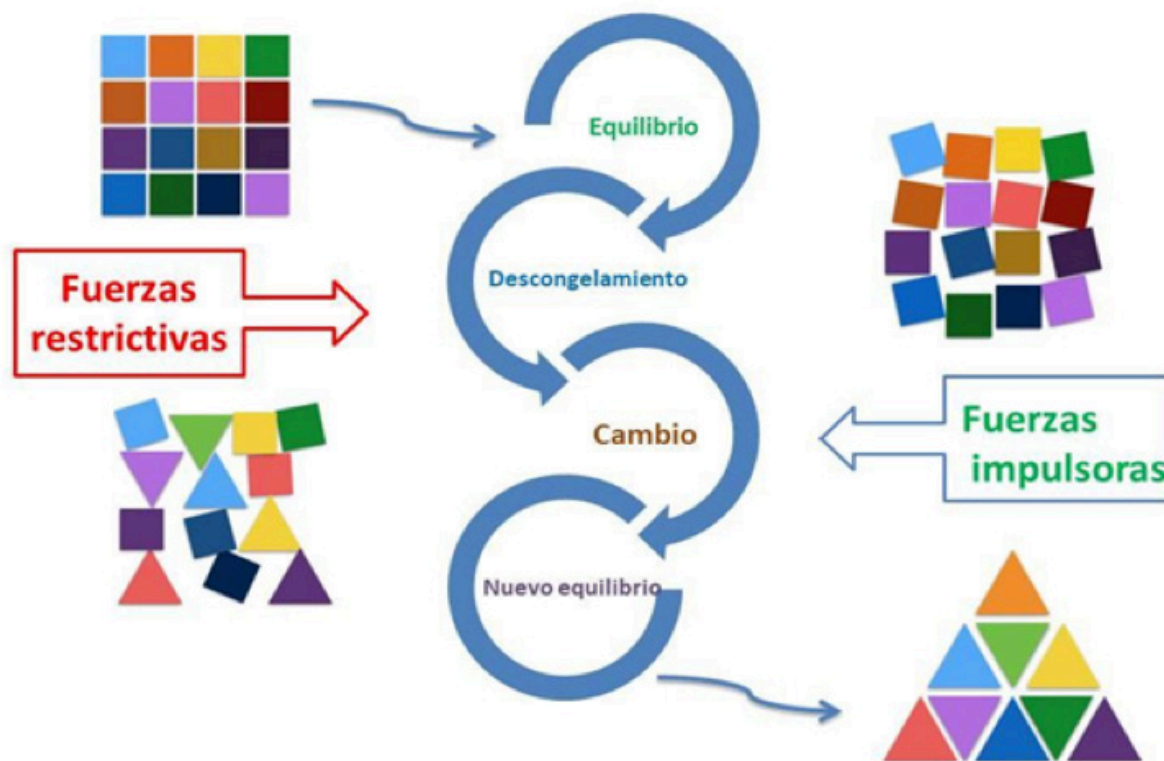 Equilibrio
Descongelamiento
Fuerzas
restrictivas
Cambio
Fuerzas
impulsoras
Nuevo equilibrio